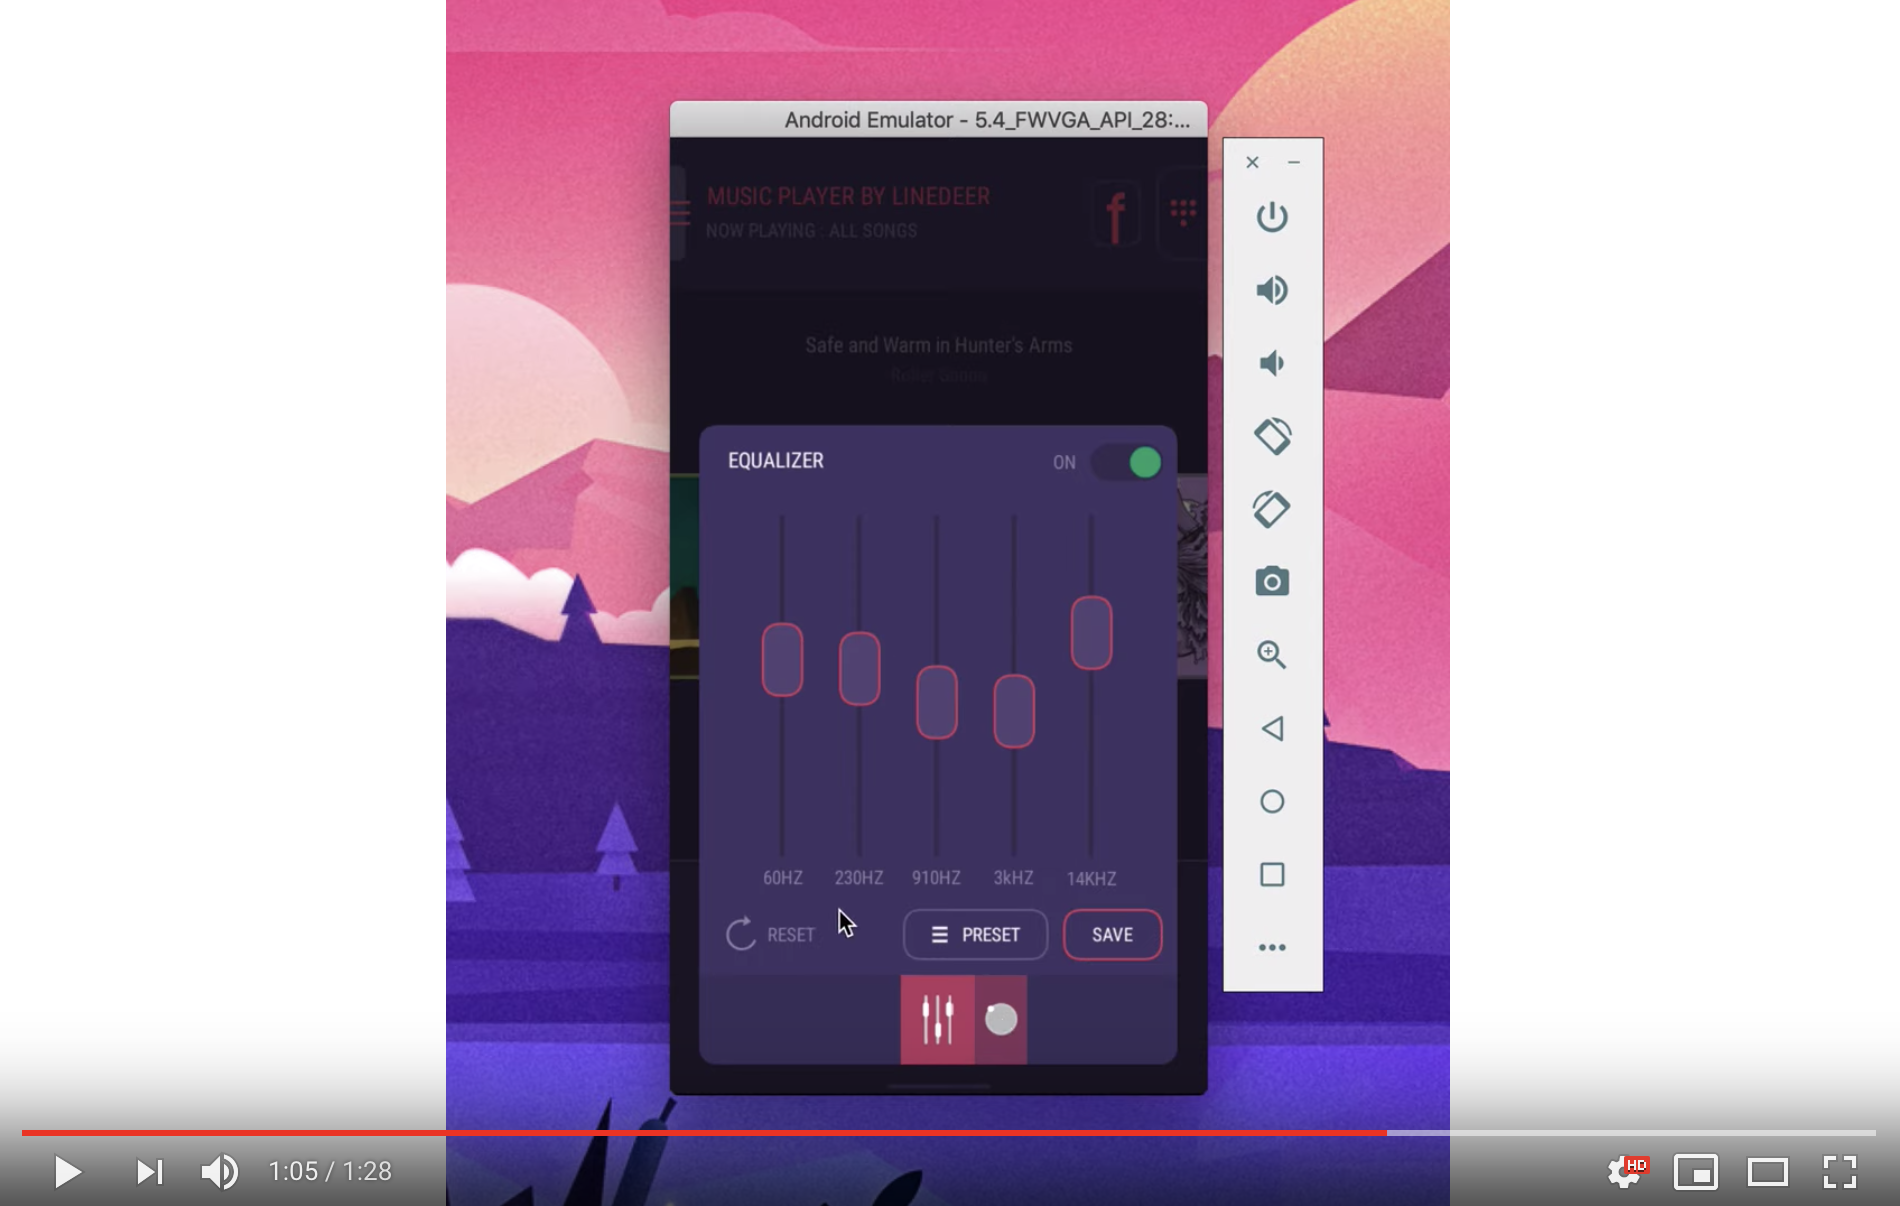 Android Emulator - 5.4_FWVGA_API_28:...
MUSIC PLAYER BY LINEDEER
NOW PLAYING : ALL SONGS
f
Safe and Warm in Hunter's Arms
EQUALIZER
ON
60HZ 230HZ 910HZ 3kHZ 14KHZ
RESET PRESET SAVE
1:05 / 1:28
HD